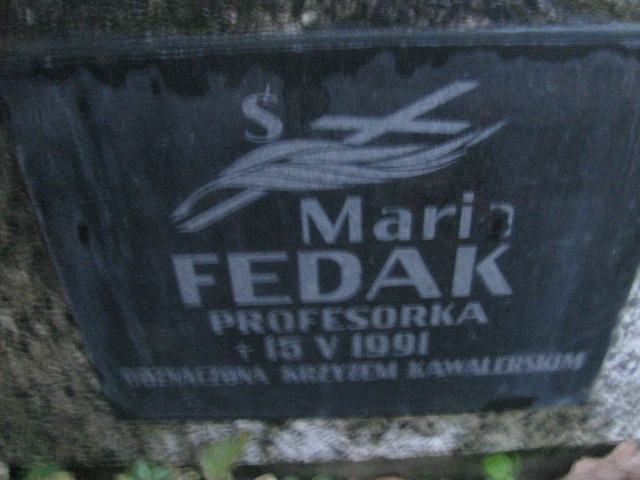 Ś
Maria
FEDAK
PROFESORKA
+ 15 V 1991
ODZNACZONA KRZYŻEM KAWALERSKIM